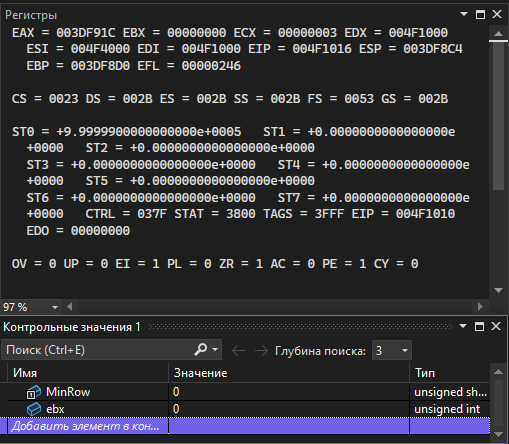 Регистры
EAX = 003DF91C EBX = 00000000 ECX = 00000003 EDX = 004F1000
ESI = 004F4000 EDI = 004F1000 EIP = 004F1016 ESP = 003DF8C4
EBP = 003DF8D0 EFL = 00000246
CS = 0023 DS = 002B ES = 002B SS = 002B FS = 0053 GS = 002B
ST0 = +9.9999900000000000e+0005 ST1 = +0.0000000000000000e
+0000 ST2 = +0.0000000000000000e+0000
ST3 = +0.0000000000000000e+0000 ST4 = +0.0000000000000000e
+0000 ST5 = +0.0000000000000000e+0000
ST6 = +0.0000000000000000e+0000 ST7 = +0.0000000000000000e
+0000 CTRL = 037F STAT = 3800 TAGS = 3FFF EIP = 004F1010
EDO = 00000000
OV = 0 UP = 0 EI = 1 PL = 0 ZR = 1 AC = 0 PE = 1 CY = 0
97 %
Контрольные значения 1
Поиск (Ctrl+E) Глубина поиска: 3
Имя Значение Тип
MinRow 0 unsigned sh...
ebx 0 unsigned int
Добавить элемент в кон...